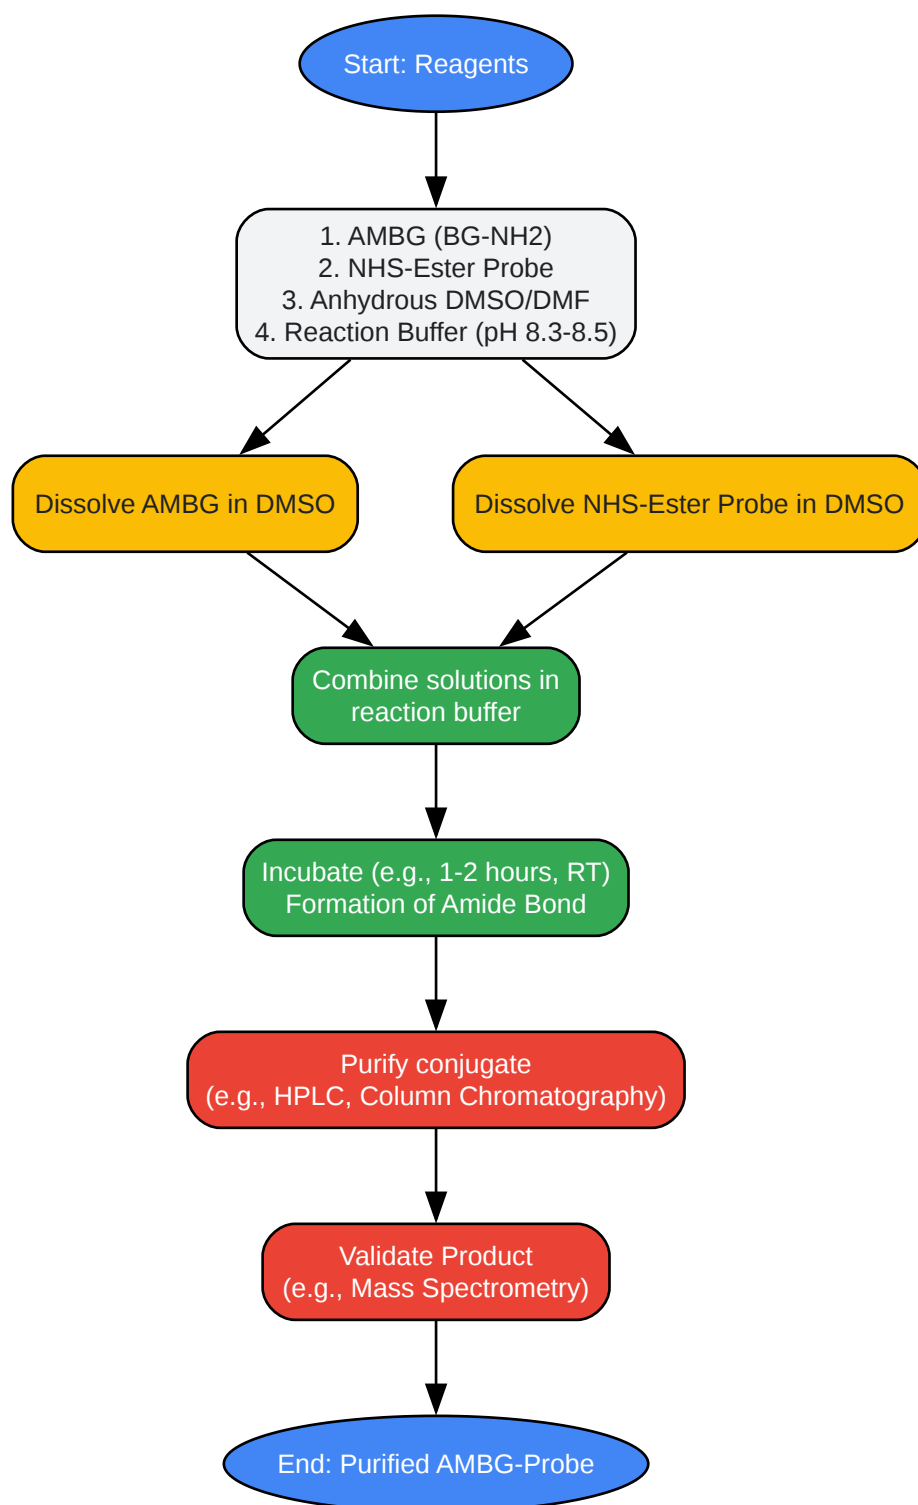 Start: Reagents
1. AMBG (BG-NH2)
2. NHS-Ester Probe
3. Anhydrous DMSO/DMF
4. Reaction Buffer (pH 8.3-8.5)
Dissolve AMBG in DMSO
Dissolve NHS-Ester Probe in DMSO
Combine solutions in
reaction buffer
Incubate (e.g., 1-2 hours, RT)
Formation of Amide Bond
Purify conjugate
(e.g., HPLC, Column Chromatography)
Validate Product
(e.g., Mass Spectrometry)
End: Purified AMBG-Probe